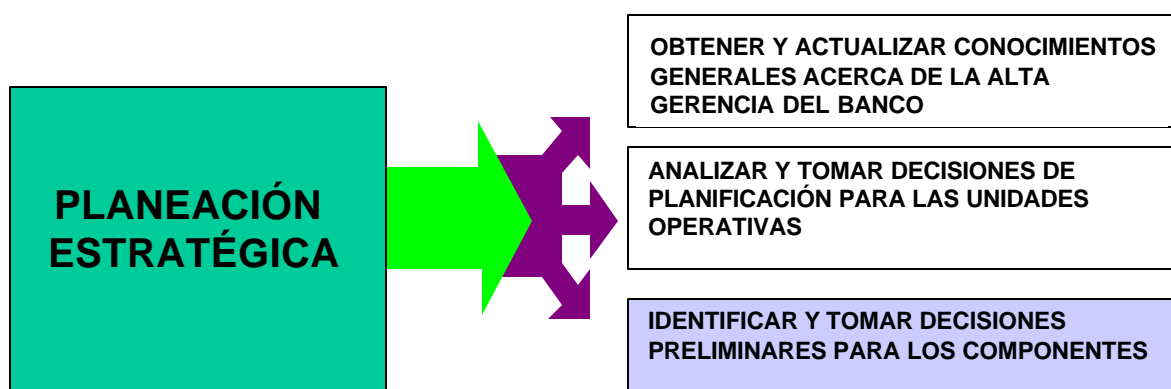 PLANEACIÓN
ESTRATÉGICA
OBTENER Y ACTUALIZAR CONOCIMIENTOS
GENERALES ACERCA DE LA ALTA
GERENCIA DEL BANCO
ANALIZAR Y TOMAR DECISIONES DE
PLANIFICACIÓN PARA LAS UNIDADES
OPERATIVAS
IDENTIFICAR Y TOMAR DECISIONES
PRELIMINARES PARA LOS COMPONENTES